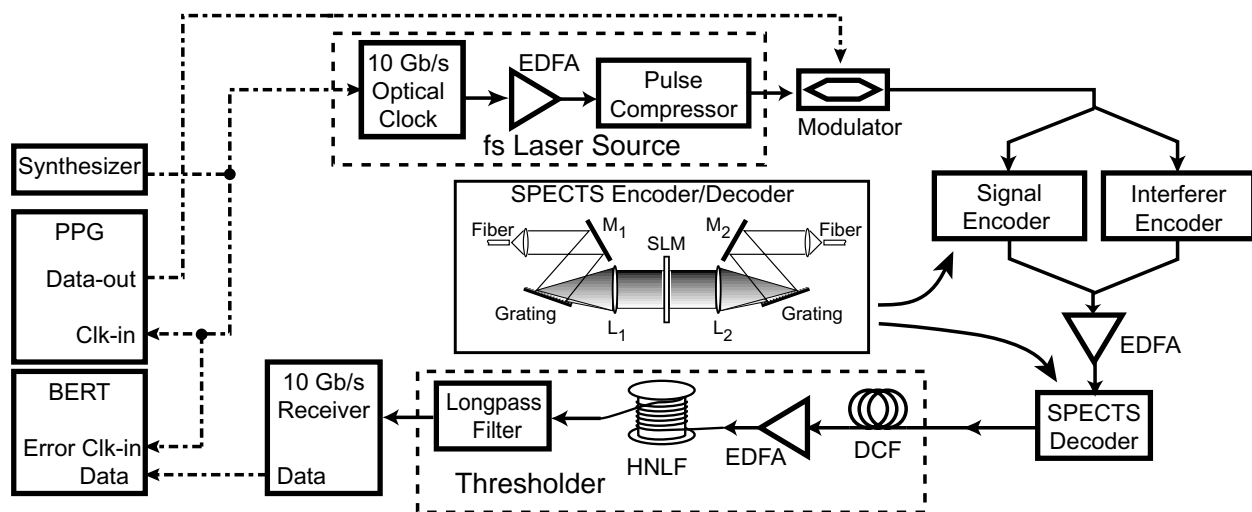 10 Gb/s
Optical
Clock
EDFA
Pulse
Compressor
fs Laser Source
Modulator
Synthesizer
PPG
Data-out
Clk-in
BERT
Error Clk-in
Data
SPECTS Encoder/Decoder
Fiber
M1
SLM
M2
Fiber
Grating
L1
L2
Grating
Signal
Encoder
Interferer
Encoder
EDFA
SPECTS
Decoder
10 Gb/s
Receiver
Data
Longpass
Filter
HNLF
EDFA
DCF
Thresholder